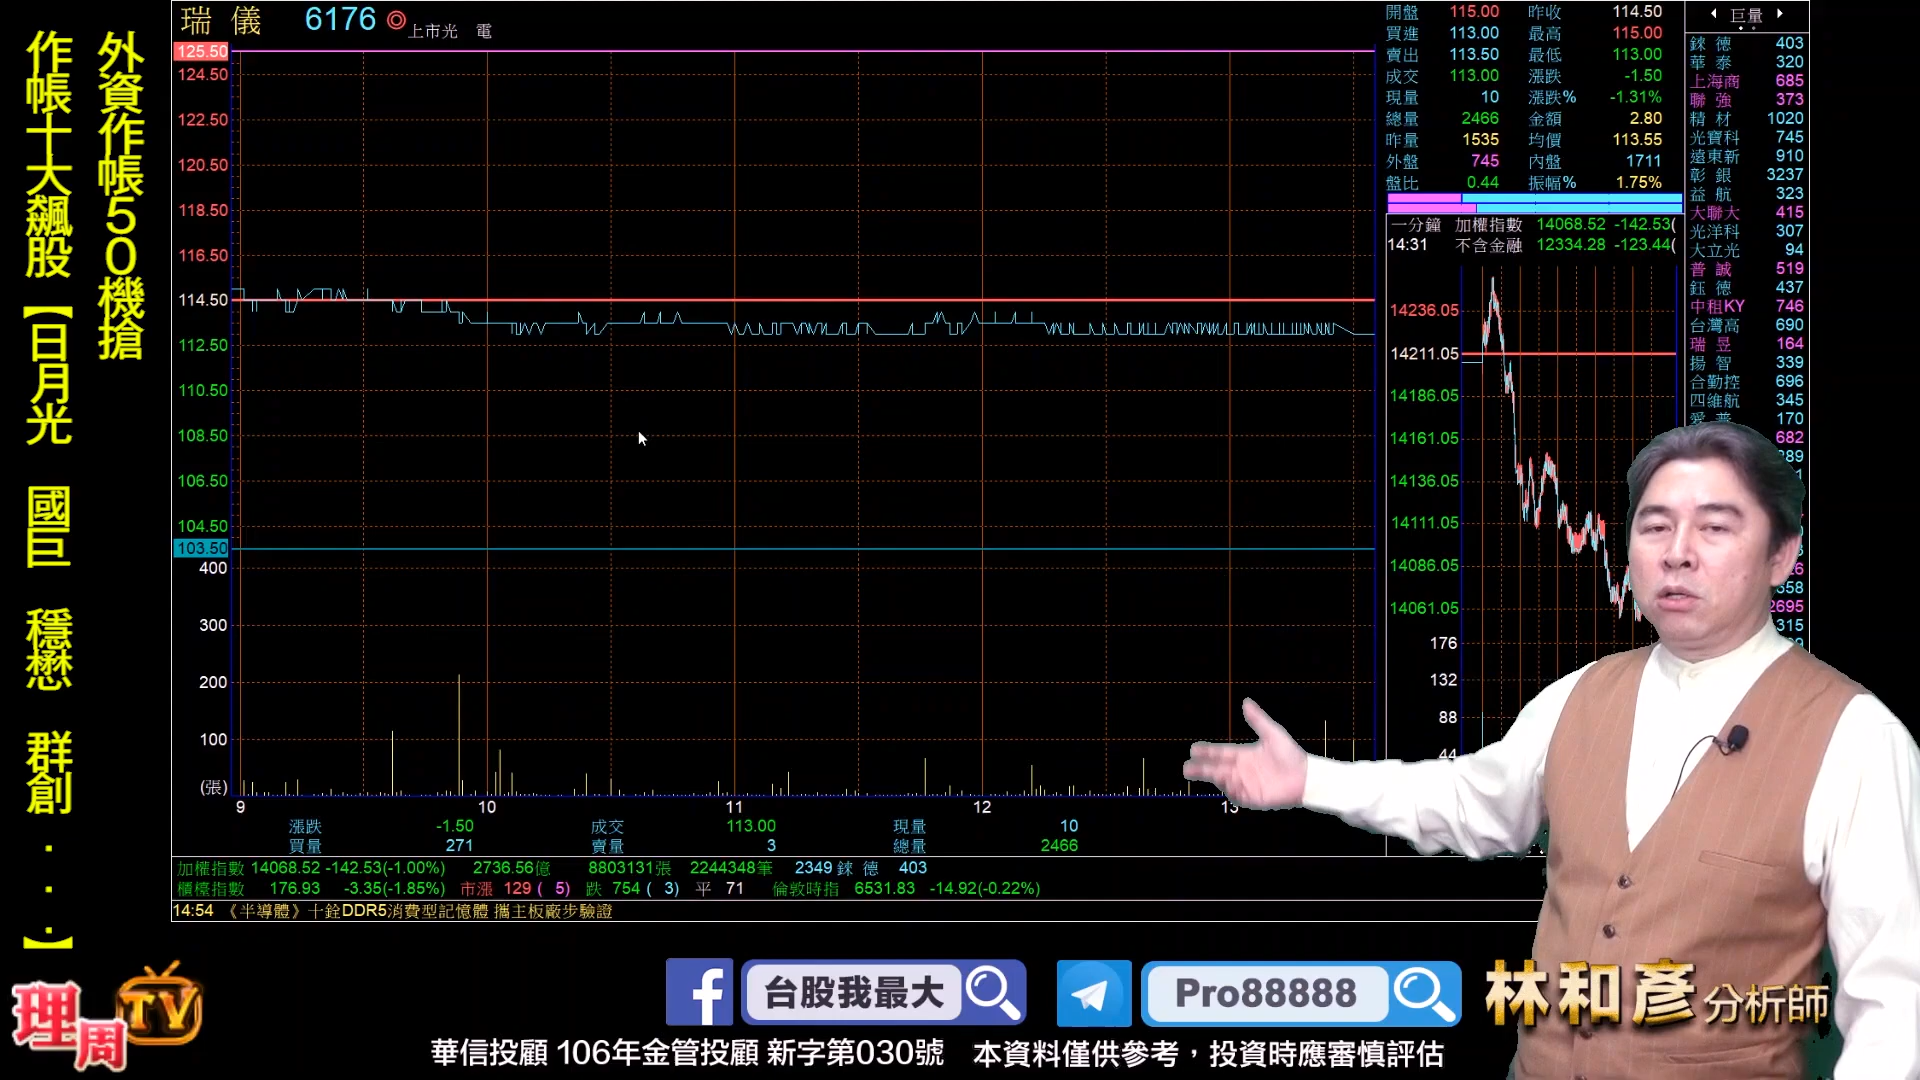 外資作帳50機搶
作帳十大飆股【日月光 國巨 穩懋 群創...】
瑞儀 6176 ◎上市光 電
125.50
124.50
122.50
120.50
118.50
116.50
114.50
112.50
110.50
108.50
106.50
104.50
103.50
400
300
200
100
(張)
9 10 11 12 13
漲跌 -1.50 成交 113.00 現量 10
買量 271 賣量 3 總量 2466
加權指數 14068.52 -142.53(-1.00%) 2736.56億 8803131張 2244348筆 2349 錸德 403
櫃檯指數 176.93 -3.35(-1.85%) 市漲 129 ( 5) 跌 754 ( 3) 平 71 倫敦時指 6531.83 -14.92(-0.22%)
14:54 《半導體》十銓DDR5消費型記憶體 攜主板廠步驗證
開盤 115.00 昨收 114.50
買進 113.00 最高 115.00
賣出 113.50 最低 113.00
成交 113.00 漲跌 -1.50
現量 10 漲跌% -1.31%
總量 2466 金額 2.80
昨量 1535 均價 113.55
外盤 745 內盤 1711
盤比 0.44 振幅% 1.75%
一分鐘 加權指數 14068.52 -142.53(
14:31 不含金融 12334.28 -123.44(
14236.05
14211.05
14186.05
14161.05
14136.05
14111.05
14086.05
14061.05
176
132
88
44
巨量
錸德 403
華泰 320
上海商 685
聯強 373
精材 1020
光寶科 745
遠東新 910
彰銀 3237
益航 323
大聯大 415
光洋科 307
大立光 94
普誠 519
鈺德 437
中租KY 746
台灣高 690
瑞昱 164
揚智 339
合勤控 696
四維航 345
愛普 170
682
2695
315
理周TV
台股我最大
Pro88888
林和彥 分析師
華信投顧 106年金管投顧 新字第030號 本資料僅供參考，投資時應審慎評估